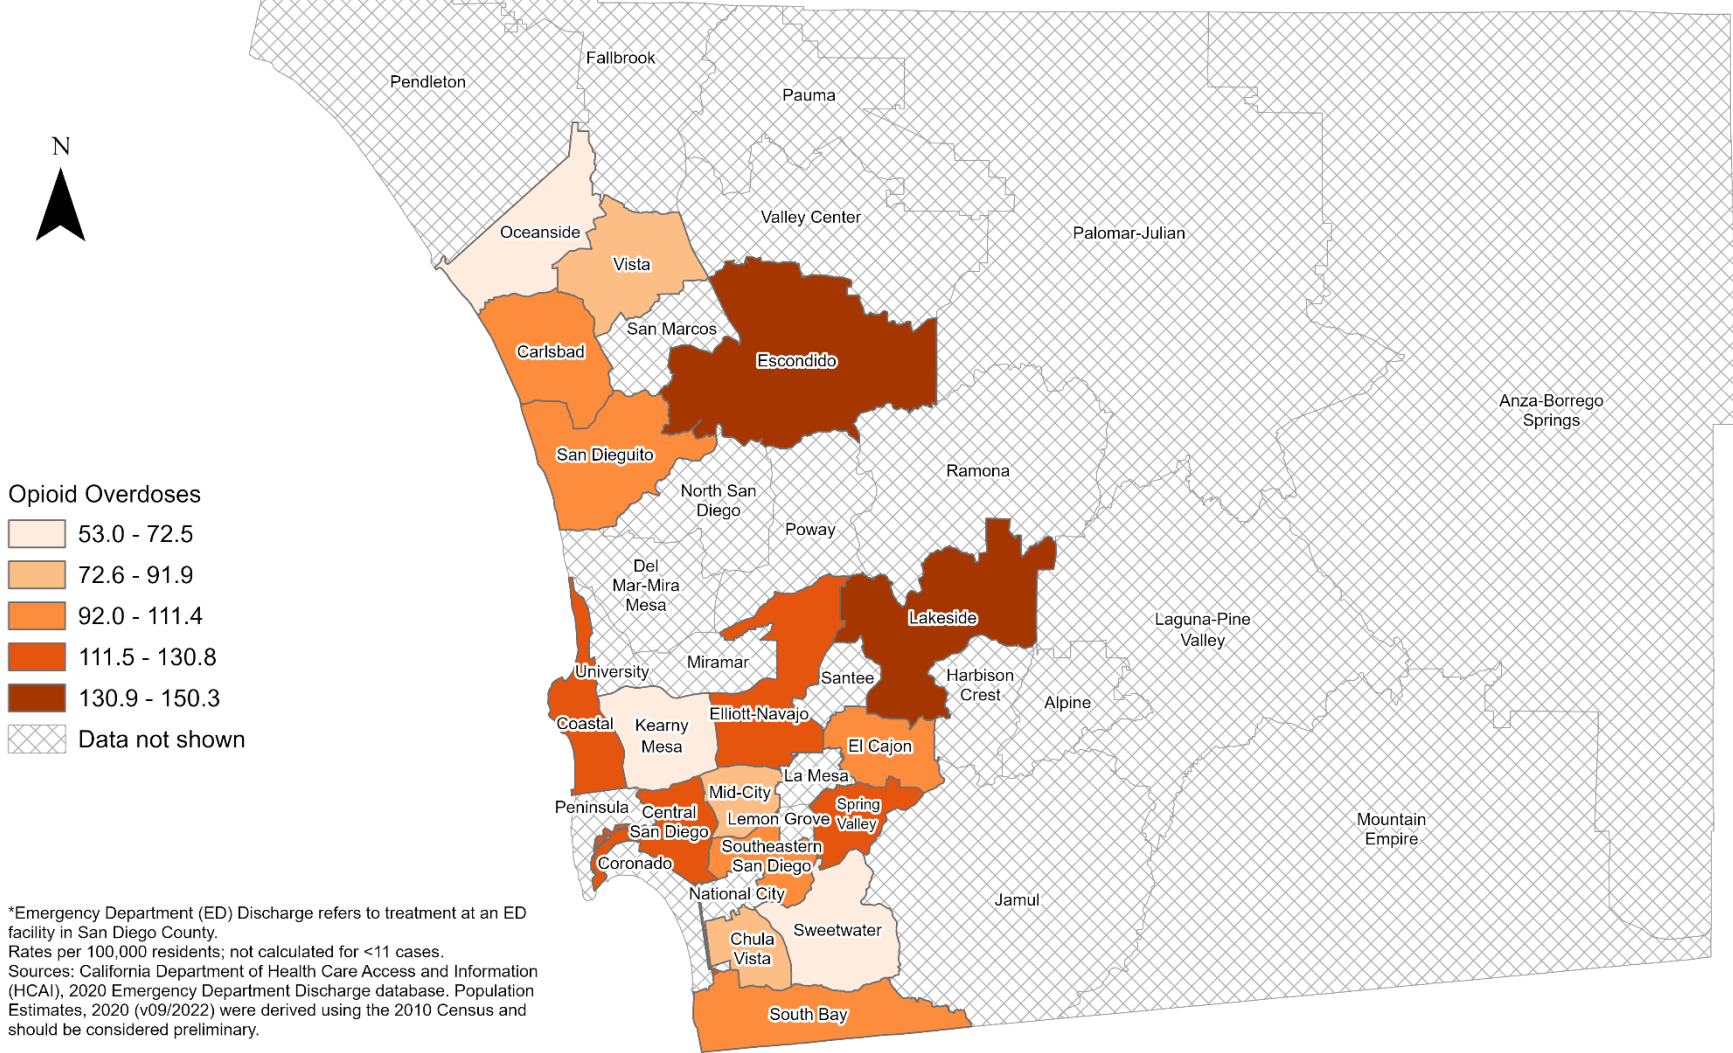 Pendleton
Fallbrook
Pauma
N
Valley Center
Oceanside
Palomar-Julian
Vista
San Marcos
Carlsbad
Escondido
Anza-Borrego
Springs
San Dieguito
Ramona
North San
Diego
Poway
Opioid Overdoses
53.0 - 72.5
72.6 - 91.9
92.0 - 111.4
111.5 - 130.8
130.9 - 150.3
Data not shown
Del
Mar-Mira
Mesa
Lakeside
Laguna-Pine
Valley
University
Miramar
Santee
Harbison
Crest
Alpine
Coastal
Kearny
Mesa
Elliott-Navajo
El Cajon
La Mesa
Mid-City
Peninsula
Central
San Diego
Lemon Grove
Spring
Valley
Mountain
Empire
Southeastern
San Diego
Coronado
National City
Jamul
Sweetwater
Chula
Vista
South Bay
*Emergency Department (ED) Discharge refers to treatment at an ED
facility in San Diego County.
Rates per 100,000 residents; not calculated for <11 cases.
Sources: California Department of Health Care Access and Information
(HCAI), 2020 Emergency Department Discharge database. Population
Estimates, 2020 (v09/2022) were derived using the 2010 Census and
should be considered preliminary.